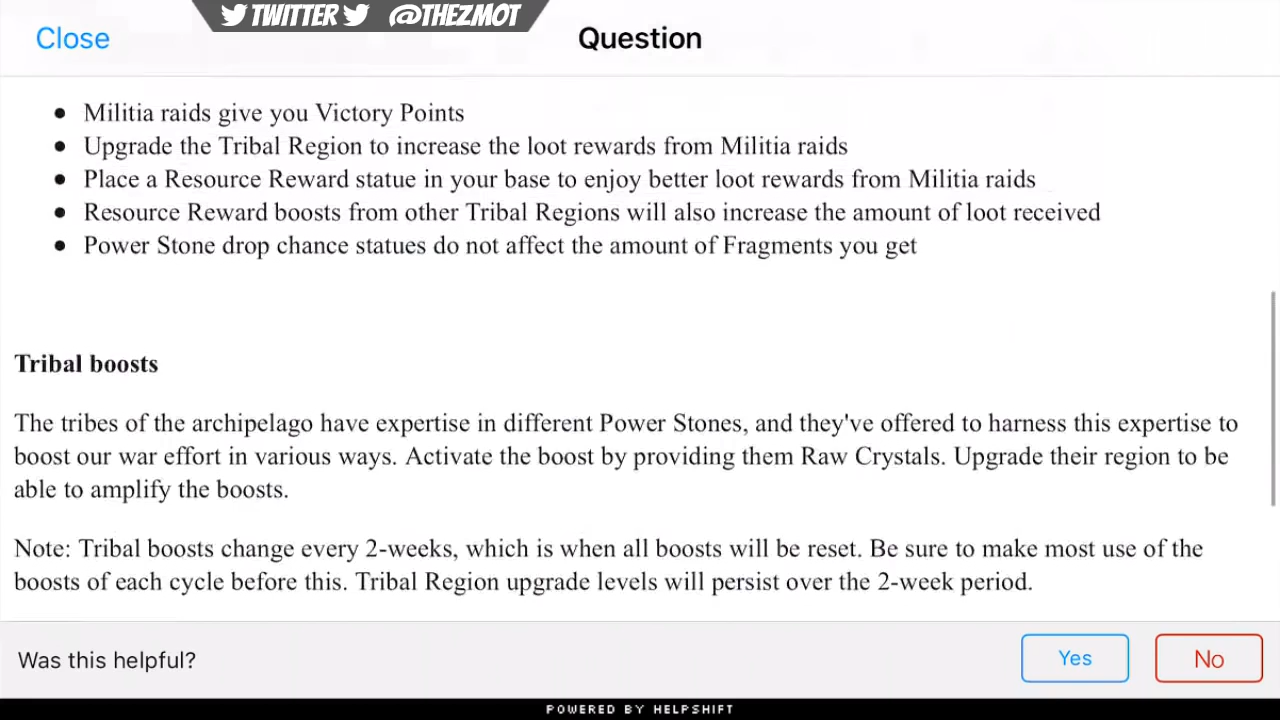 TWITTER @THEZMOT
Close
Question
Militia raids give you Victory Points
Upgrade the Tribal Region to increase the loot rewards from Militia raids
Place a Resource Reward statue in your base to enjoy better loot rewards from Militia raids
Resource Reward boosts from other Tribal Regions will also increase the amount of loot received
Power Stone drop chance statues do not affect the amount of Fragments you get
Tribal boosts
The tribes of the archipelago have expertise in different Power Stones, and they've offered to harness this expertise to
boost our war effort in various ways. Activate the boost by providing them Raw Crystals. Upgrade their region to be
able to amplify the boosts.
Note: Tribal boosts change every 2-weeks, which is when all boosts will be reset. Be sure to make most use of the
boosts of each cycle before this. Tribal Region upgrade levels will persist over the 2-week period.
Was this helpful?
Yes
No
POWERED BY HELPSHIFT